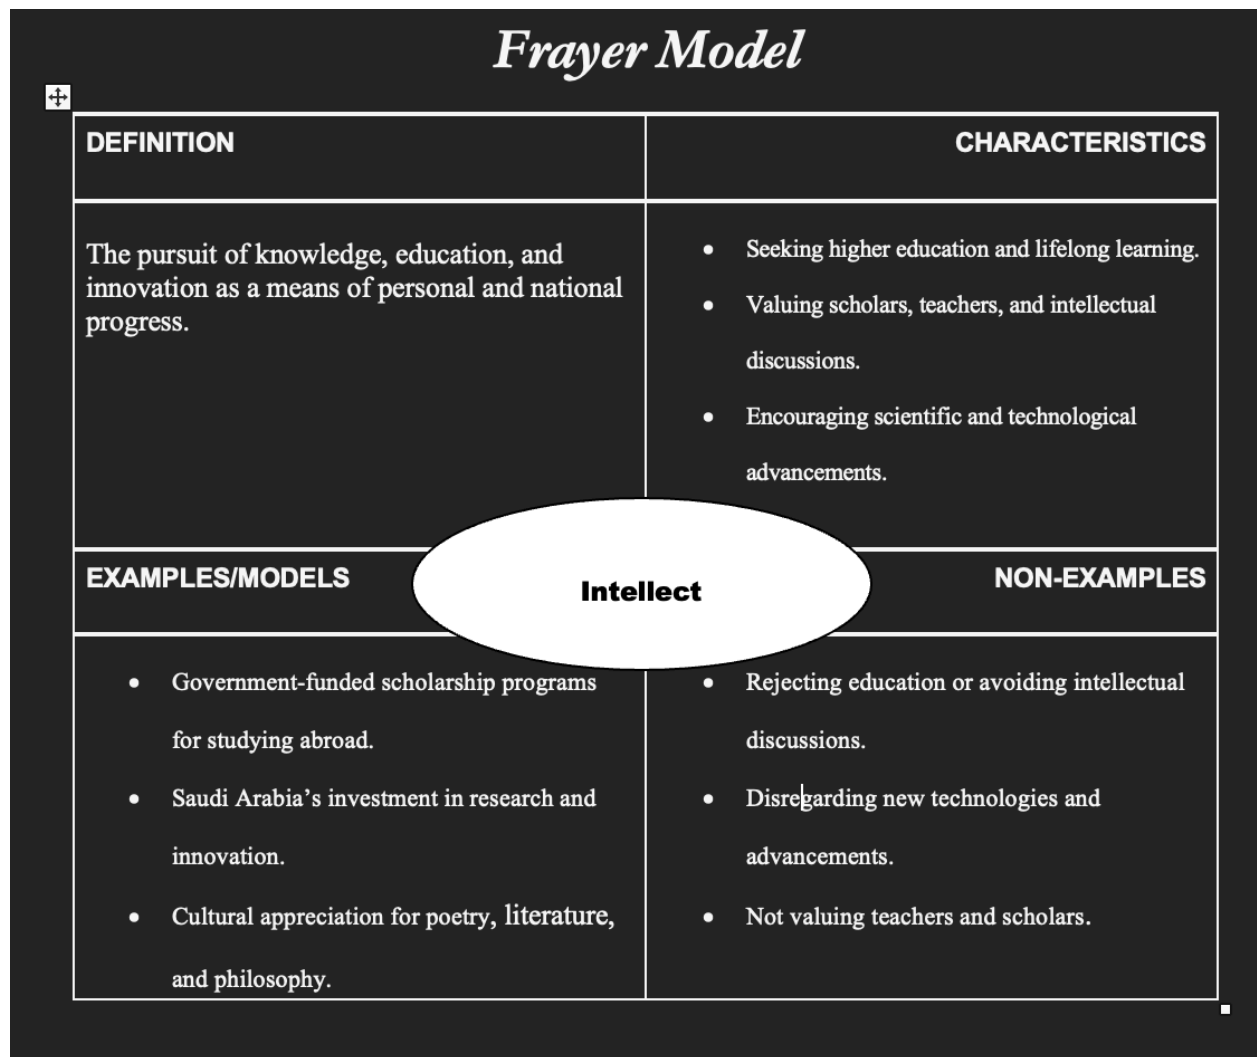 Frayer Model
DEFINITION
CHARACTERISTICS
The pursuit of knowledge, education, and
innovation as a means of personal and national
progress.
• Seeking higher education and lifelong learning.
• Valuing scholars, teachers, and intellectual
discussions.
• Encouraging scientific and technological
advancements.
Intellect
EXAMPLES/MODELS
NON-EXAMPLES
• Government-funded scholarship programs
for studying abroad.
• Saudi Arabia’s investment in research and
innovation.
• Cultural appreciation for poetry, literature,
and philosophy.
• Rejecting education or avoiding intellectual
discussions.
• Disregarding new technologies and
advancements.
• Not valuing teachers and scholars.